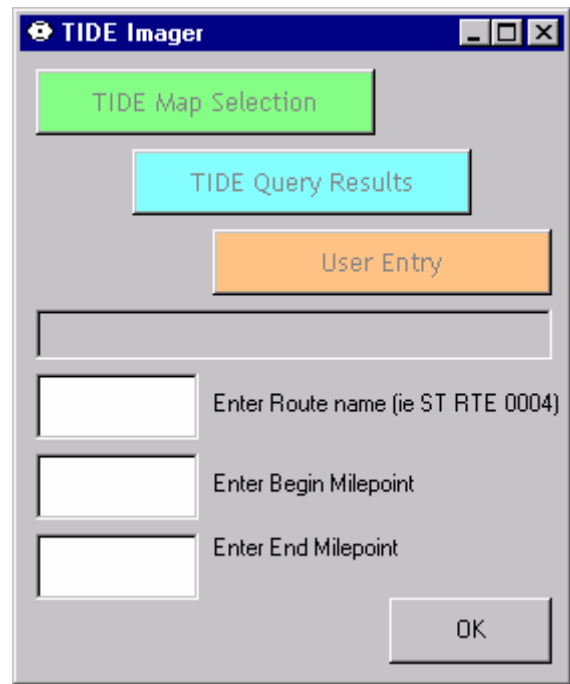 TIDE Imager
TIDE Map Selection
TIDE Query Results
User Entry
Enter Route name (ie ST RTE 0004)
Enter Begin Milepoint
Enter End Milepoint
OK